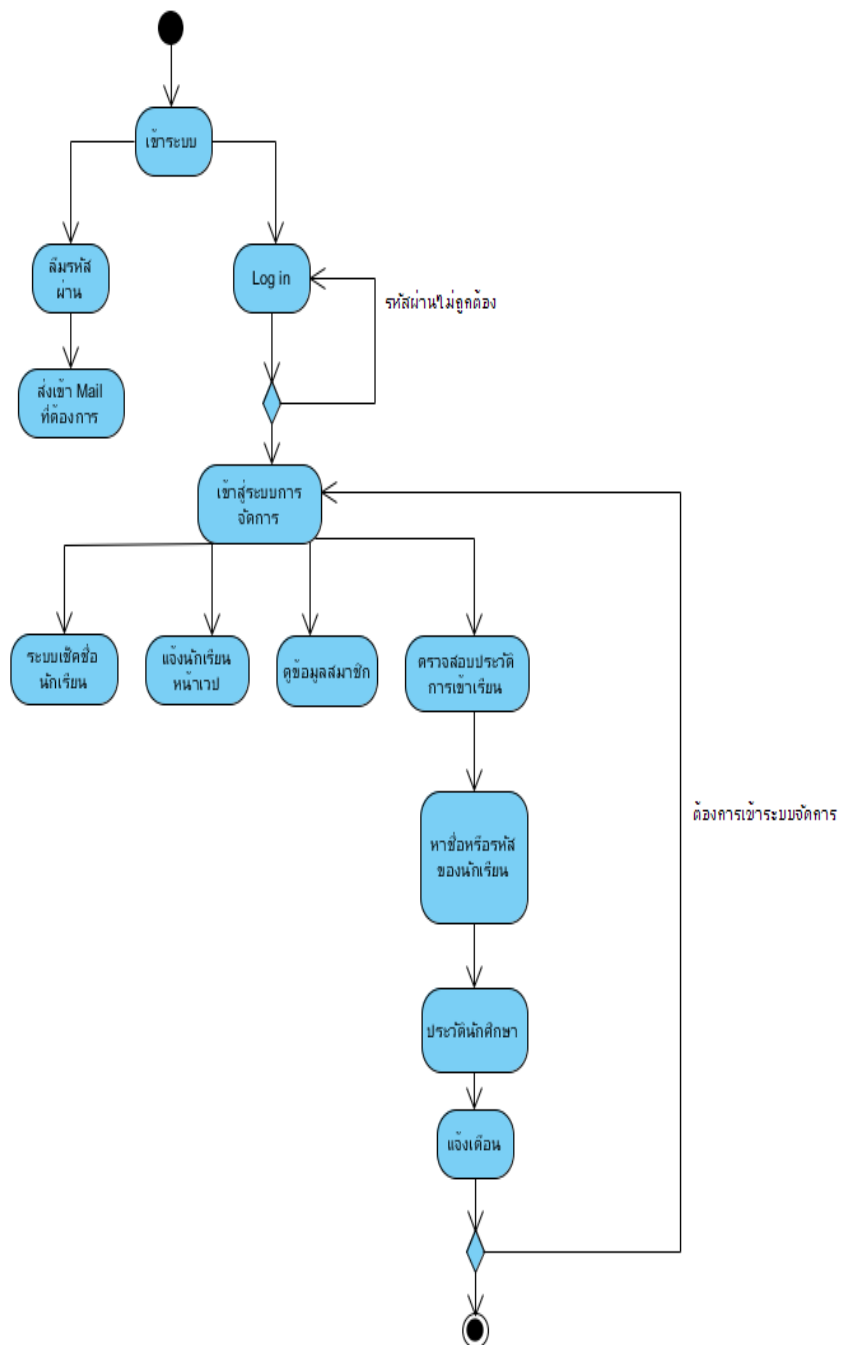 เข้าระบบ
ลืมรหัส
ผ่าน
Log in
รหัสผ่านไม่ถูกต้อง
ส่งเข้า Mail
ที่ต้องการ
เข้าสู่ระบบการ
จัดการ
ระบบเช็คชื่อ
นักเรียน
แจ้งนักเรียน
หน้าเวป
ดูข้อมูลสมาชิก
ตรวจสอบประวัติ
การเข้าเรียน
ต้องการเข้าระบบจัดการ
หาชื่อหรือรหัส
ของนักเรียน
ประวัตินักศึกษา
แจ้งเตือน